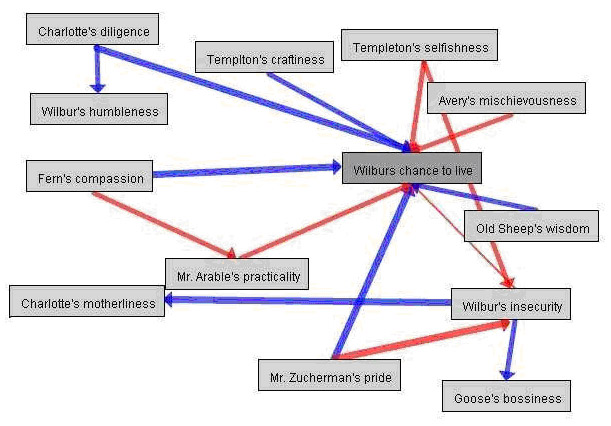 Charlotte's diligence
Templton's craftiness
Templeton's selfishness
Avery's mischievousness
Wilbur's humbleness
Wilburs chance to live
Fern's compassion
Old Sheep's wisdom
Mr. Arable's practicality
Charlotte's motherliness
Wilbur's insecurity
Mr. Zucherman's pride
Goose's bossiness